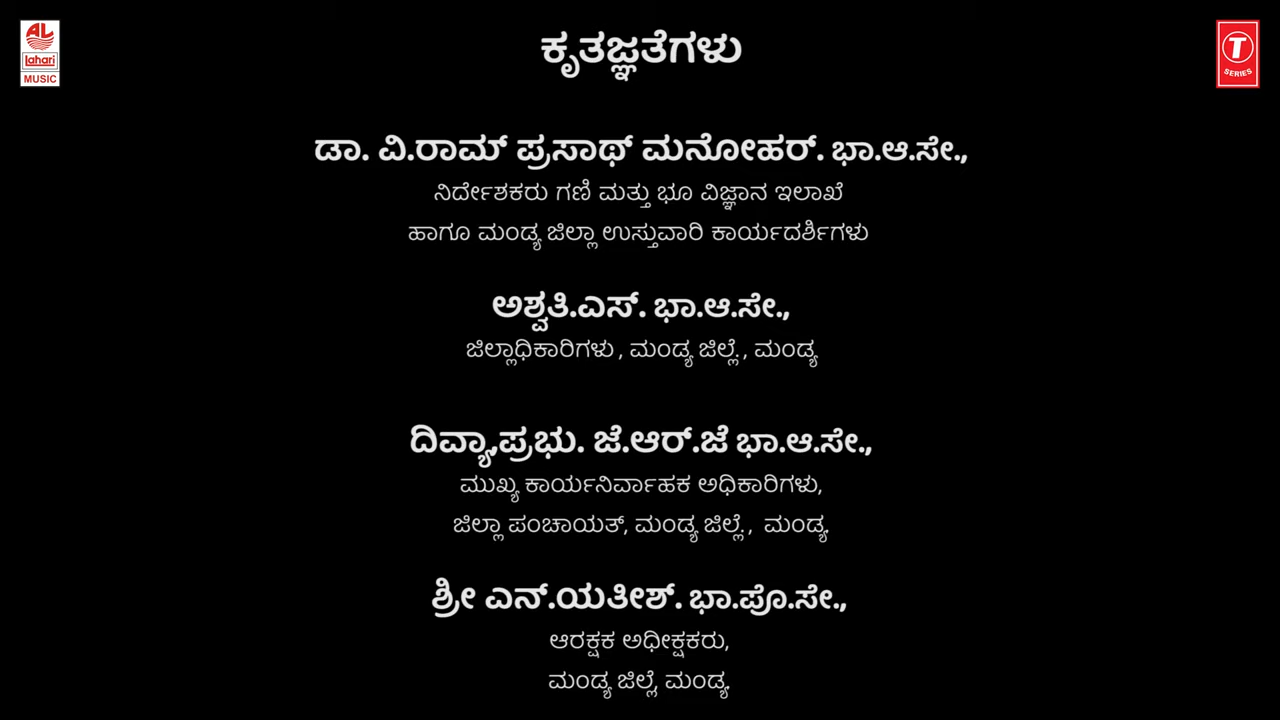 AL
lahari
MUSIC
T
SERIES
ಕೃತಜ್ಞತೆಗಳು
ಡಾ. ವಿ.ರಾಮ್ ಪ್ರಸಾಥ್ ಮನೋಹರ್. ಭಾ.ಆ.ಸೇ.,
ನಿರ್ದೇಶಕರು ಗಣಿ ಮತ್ತು ಭೂ ವಿಜ್ಞಾನ ಇಲಾಖೆ
ಹಾಗೂ ಮಂಡ್ಯ ಜಿಲ್ಲಾ ಉಸ್ತುವಾರಿ ಕಾರ್ಯದರ್ಶಿಗಳು
ಅಶ್ವತಿ.ಎಸ್. ಭಾ.ಆ.ಸೇ.,
ಜಿಲ್ಲಾಧಿಕಾರಿಗಳು , ಮಂಡ್ಯ ಜಿಲ್ಲೆ. , ಮಂಡ್ಯ
ದಿವ್ಯಾ,ಪ್ರಭು. ಜೆ.ಆರ್.ಜೆ ಭಾ.ಆ.ಸೇ.,
ಮುಖ್ಯ ಕಾರ್ಯನಿರ್ವಾಹಕ ಅಧಿಕಾರಿಗಳು,
ಜಿಲ್ಲಾ ಪಂಚಾಯತ್, ಮಂಡ್ಯ ಜಿಲ್ಲೆ. , ಮಂಡ್ಯ.
ಶ್ರೀ ಎನ್.ಯತೀಶ್. ಭಾ.ಪೊ.ಸೇ.,
ಆರಕ್ಷಕ ಅಧೀಕ್ಷಕರು,
ಮಂಡ್ಯ ಜಿಲ್ಲೆ, ಮಂಡ್ಯ.